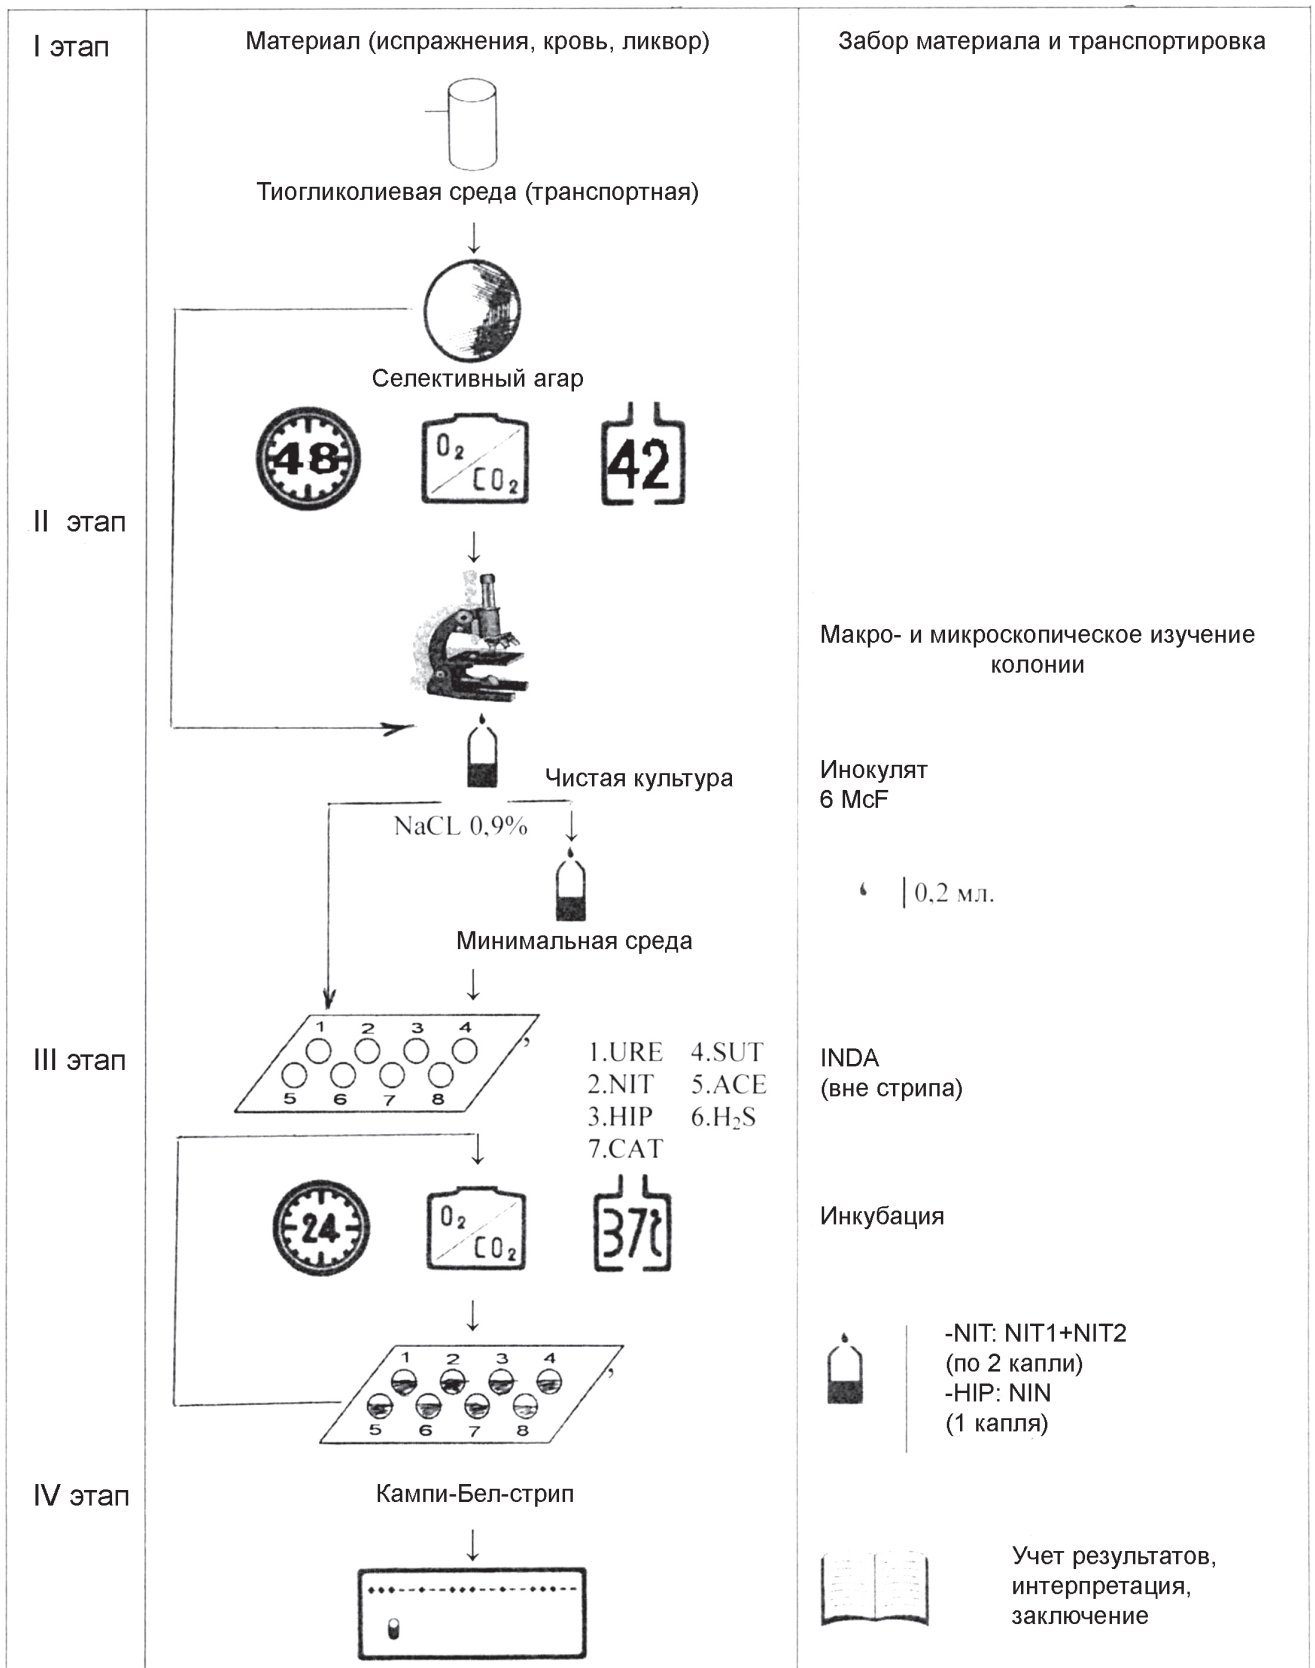 I этап
Материал (испражнения, кровь, ликвор)
Забор материала и транспортировка
Тиогликолиевая среда (транспортная)
Селективный агар
48
O₂
CO₂
42
II этап
Макро- и микроскопическое изучение
колонии
Чистая культура
Инокулят
6 McF
NaCL 0,9%
0,2 мл.
Минимальная среда
1 2 3 4
5 6 7 8
III этап
1.URE 4.SUT
2.NIT 5.ACE
3.HIP 6.H₂S
7.CAT
INDA
(вне стрипа)
24
O₂
CO₂
37
Инкубация
1 2 3 4
5 6 7 8
-NIT: NIT1+NIT2
(по 2 капли)
-HIP: NIN
(1 капля)
IV этап
Кампи-Бел-стрип
Учет результатов,
интерпретация,
заключение